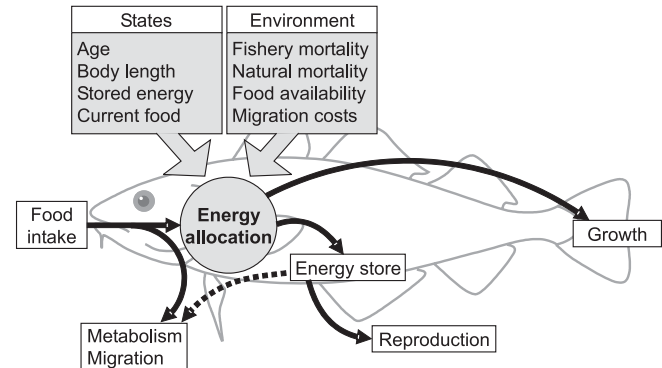 States
Age
Body length
Stored energy
Current food
Environment
Fishery mortality
Natural mortality
Food availability
Migration costs
Food
intake
Energy
allocation
Growth
Energy store
Metabolism
Migration
Reproduction